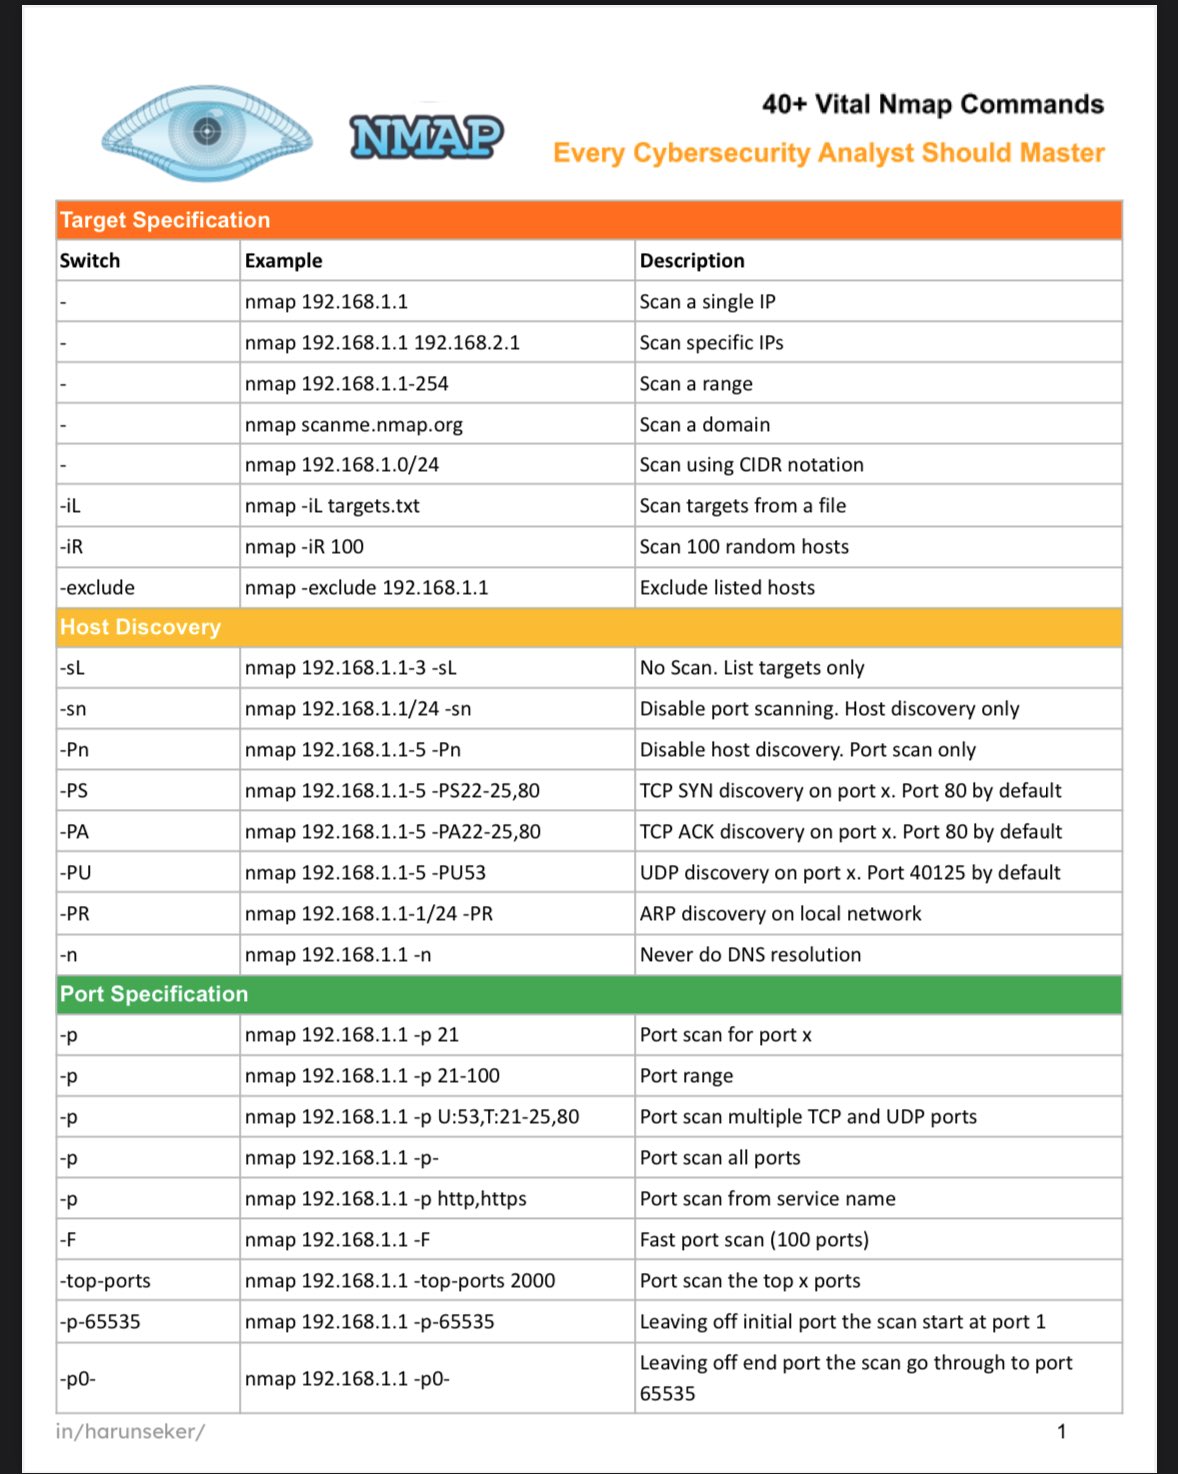 NMAP
40+ Vital Nmap Commands
Every Cybersecurity Analyst Should Master
Target Specification
Switch Example Description
- nmap 192.168.1.1 Scan a single IP
- nmap 192.168.1.1 192.168.2.1 Scan specific IPs
- nmap 192.168.1.1-254 Scan a range
- nmap scanme.nmap.org Scan a domain
- nmap 192.168.1.0/24 Scan using CIDR notation
-iL nmap -iL targets.txt Scan targets from a file
-iR nmap -iR 100 Scan 100 random hosts
-exclude nmap -exclude 192.168.1.1 Exclude listed hosts
Host Discovery
-sL nmap 192.168.1.1-3 -sL No Scan. List targets only
-sn nmap 192.168.1.1/24 -sn Disable port scanning. Host discovery only
-Pn nmap 192.168.1.1-5 -Pn Disable host discovery. Port scan only
-PS nmap 192.168.1.1-5 -PS22-25,80 TCP SYN discovery on port x. Port 80 by default
-PA nmap 192.168.1.1-5 -PA22-25,80 TCP ACK discovery on port x. Port 80 by default
-PU nmap 192.168.1.1-5 -PU53 UDP discovery on port x. Port 40125 by default
-PR nmap 192.168.1.1-1/24 -PR ARP discovery on local network
-n nmap 192.168.1.1 -n Never do DNS resolution
Port Specification
-p nmap 192.168.1.1 -p 21 Port scan for port x
-p nmap 192.168.1.1 -p 21-100 Port range
-p nmap 192.168.1.1 -p U:53,T:21-25,80 Port scan multiple TCP and UDP ports
-p nmap 192.168.1.1 -p- Port scan all ports
-p nmap 192.168.1.1 -p http,https Port scan from service name
-F nmap 192.168.1.1 -F Fast port scan (100 ports)
-top-ports nmap 192.168.1.1 -top-ports 2000 Port scan the top x ports
-p-65535 nmap 192.168.1.1 -p-65535 Leaving off initial port the scan start at port 1
-p0- nmap 192.168.1.1 -p0- Leaving off end port the scan go through to port
65535
in/harunseker/ 1